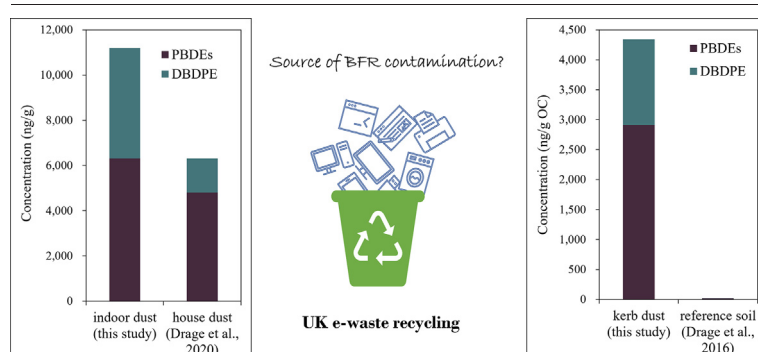 12,000
10,000
8,000
6,000
4,000
2,000
0
Concentration (ng/g)
PBDEs
DBDPE
indoor dust
(this study)
house dust
(Drage et al.,
2020)
Source of BFR contamination?
UK e-waste recycling
4,500
4,000
3,500
3,000
2,500
2,000
1,500
1,000
500
0
Concentration (ng/g OC)
PBDEs
DBDPE
kerb dust
(this study)
reference soil
(Drage et al.,
2016)